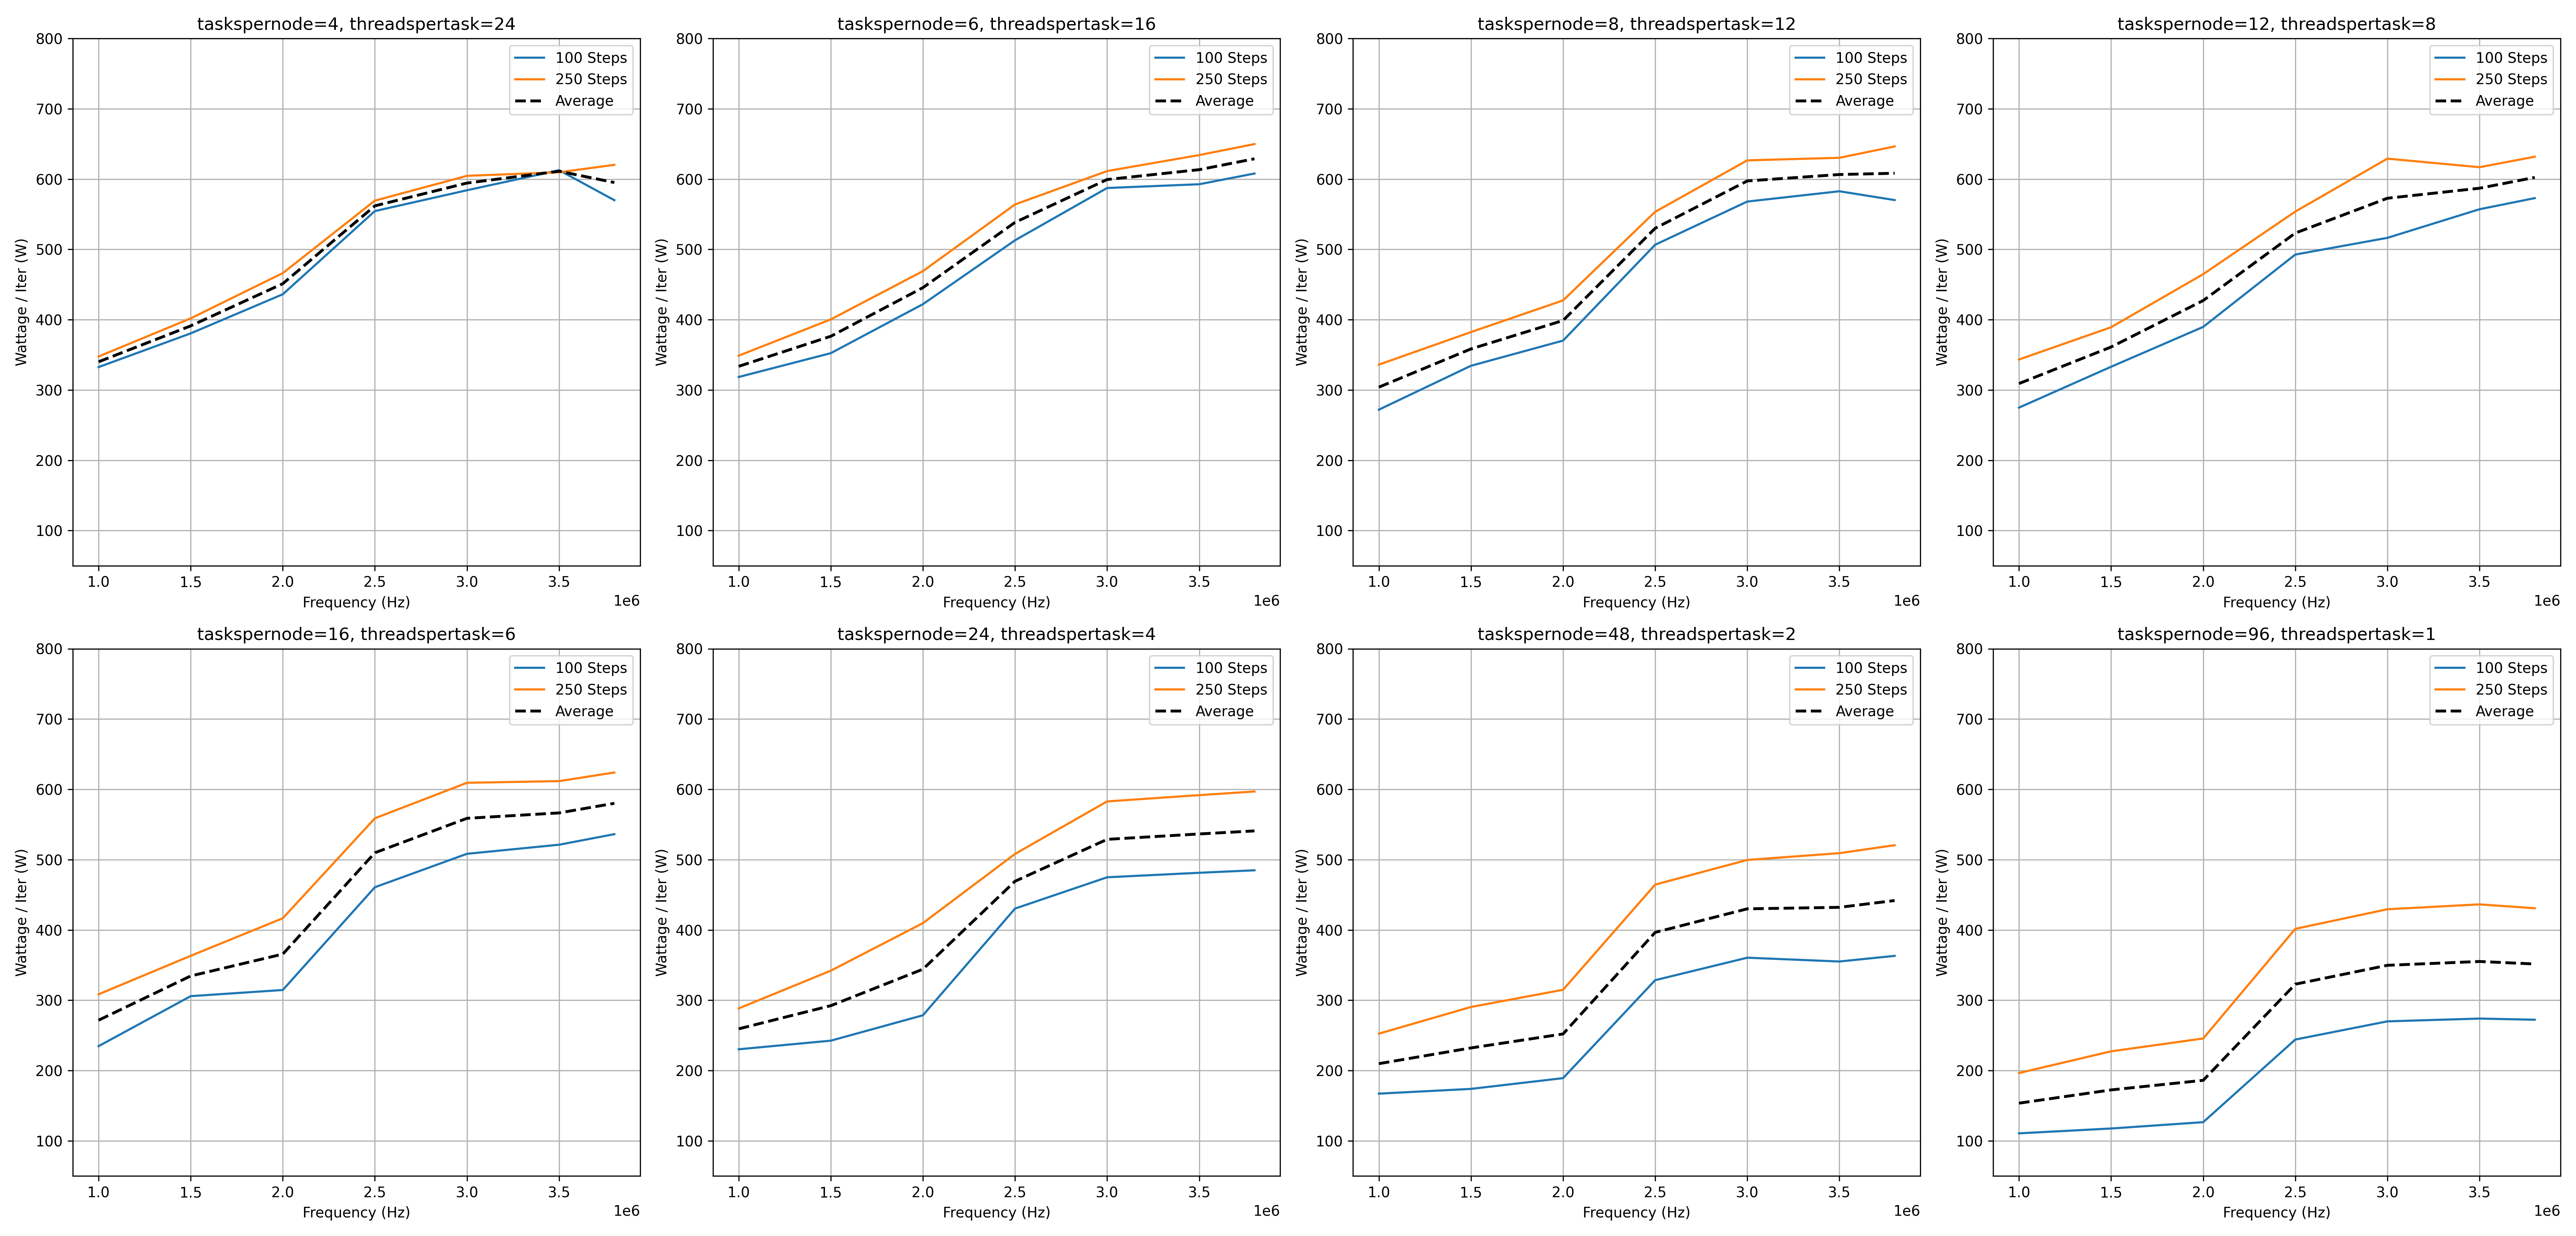 taskspernode=4, threadspertask=24
800
700
600
500
400
300
200
100
Wattage / Iter (W)
100 Steps
250 Steps
Average
1.0 1.5 2.0 2.5 3.0 3.5
Frequency (Hz)
1e6
taskspernode=6, threadspertask=16
800
700
600
500
400
300
200
100
Wattage / Iter (W)
100 Steps
250 Steps
Average
1.0 1.5 2.0 2.5 3.0 3.5
Frequency (Hz)
1e6
taskspernode=8, threadspertask=12
800
700
600
500
400
300
200
100
Wattage / Iter (W)
100 Steps
250 Steps
Average
1.0 1.5 2.0 2.5 3.0 3.5
Frequency (Hz)
1e6
taskspernode=12, threadspertask=8
800
700
600
500
400
300
200
100
Wattage / Iter (W)
100 Steps
250 Steps
Average
1.0 1.5 2.0 2.5 3.0 3.5
Frequency (Hz)
1e6
taskspernode=16, threadspertask=6
800
700
600
500
400
300
200
100
Wattage / Iter (W)
100 Steps
250 Steps
Average
1.0 1.5 2.0 2.5 3.0 3.5
Frequency (Hz)
1e6
taskspernode=24, threadspertask=4
800
700
600
500
400
300
200
100
Wattage / Iter (W)
100 Steps
250 Steps
Average
1.0 1.5 2.0 2.5 3.0 3.5
Frequency (Hz)
1e6
taskspernode=48, threadspertask=2
800
700
600
500
400
300
200
100
Wattage / Iter (W)
100 Steps
250 Steps
Average
1.0 1.5 2.0 2.5 3.0 3.5
Frequency (Hz)
1e6
taskspernode=96, threadspertask=1
800
700
600
500
400
300
200
100
Wattage / Iter (W)
100 Steps
250 Steps
Average
1.0 1.5 2.0 2.5 3.0 3.5
Frequency (Hz)
1e6